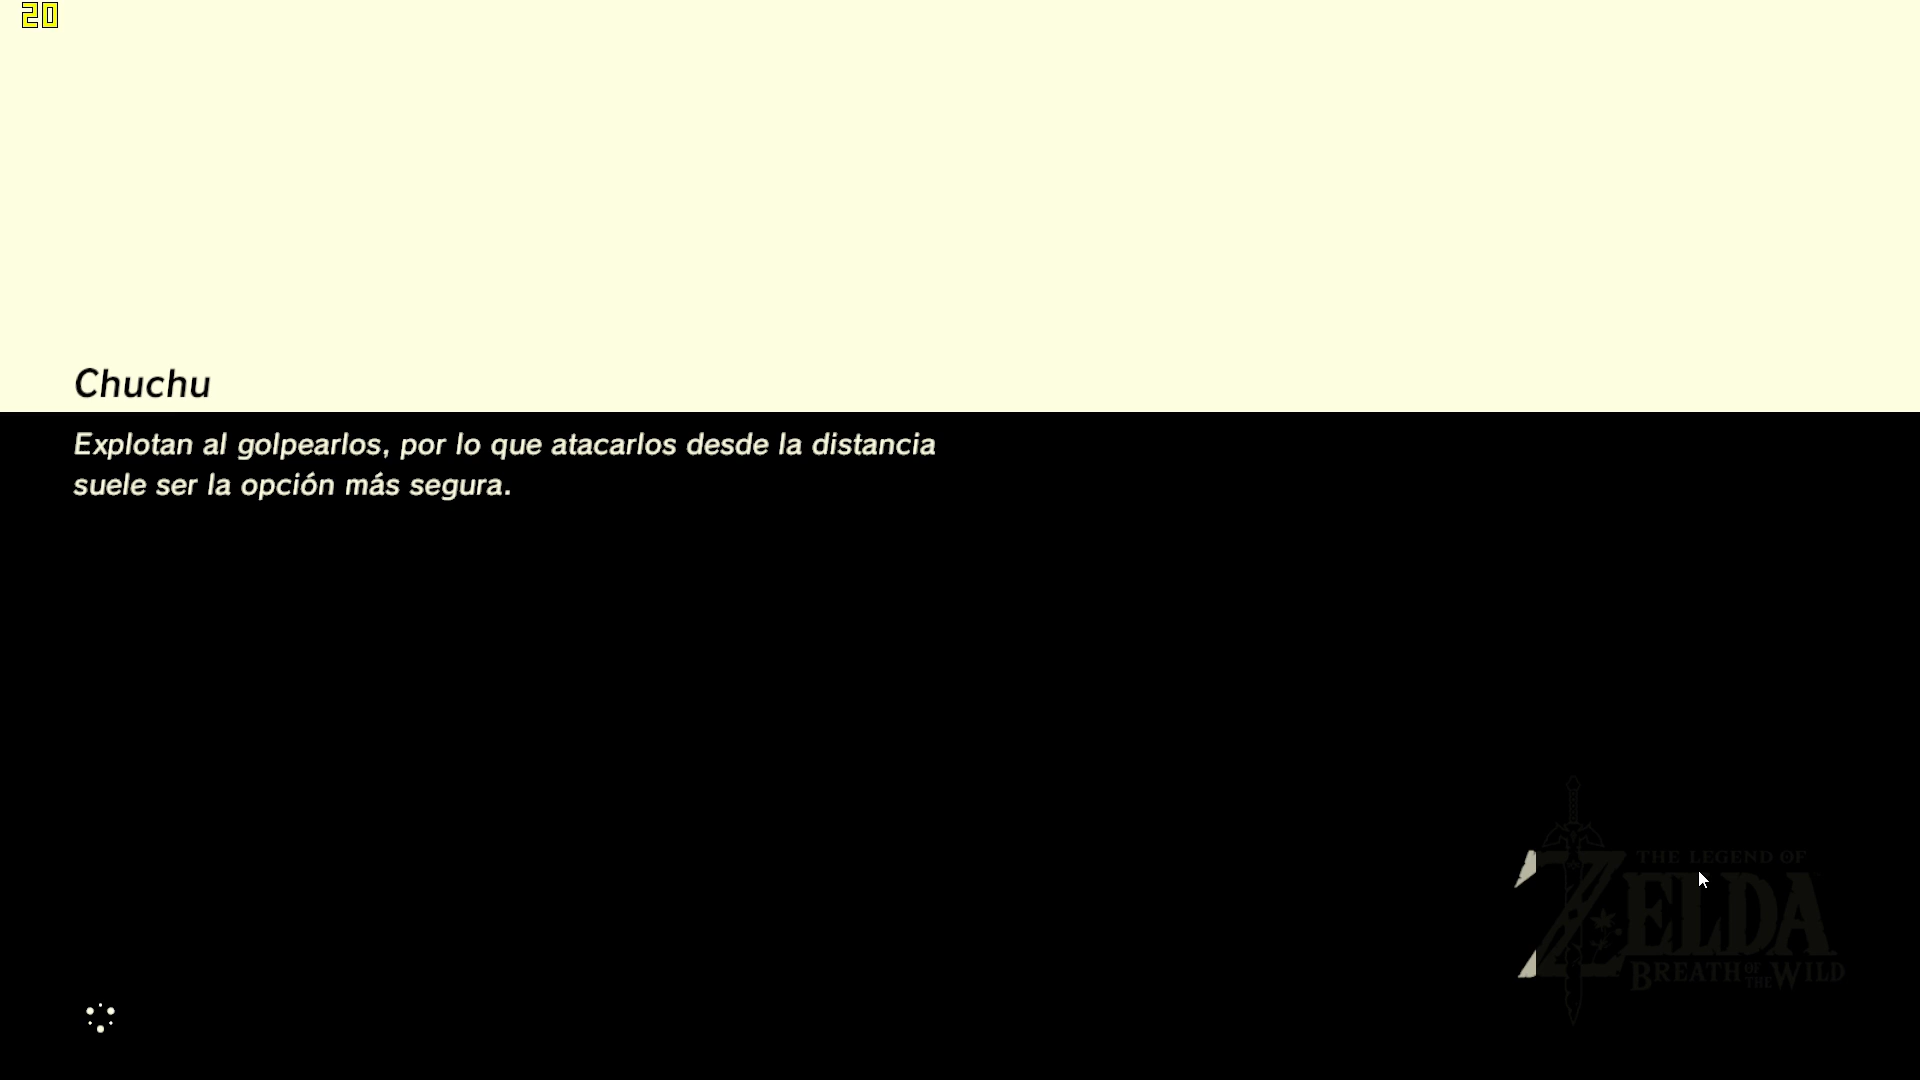 20
Chuchu
Explotan al golpearlos, por lo que atacarlos desde la distancia
suele ser la opción más segura.
THE LEGEND OF
ZELDA
BREATH OF THE WILD